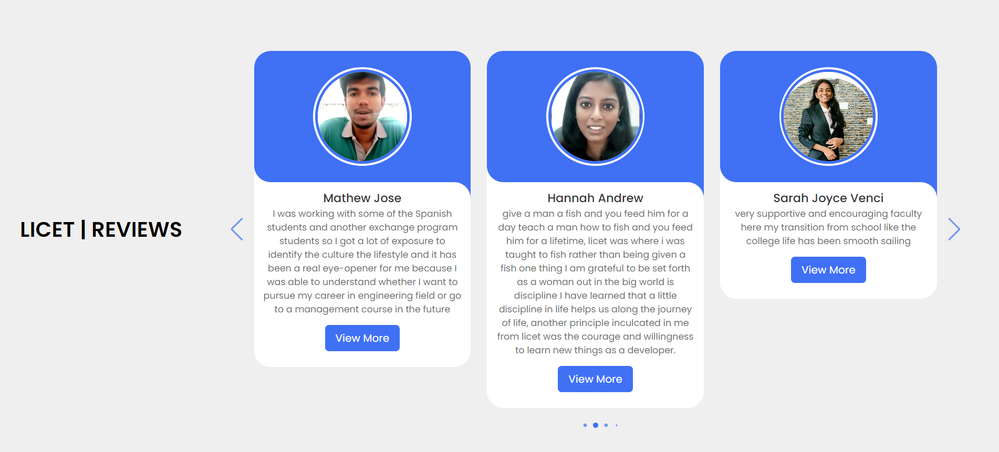 LICET | REVIEWS
Mathew Jose
I was working with some of the Spanish
students and another exchange program
students so I got a lot of exposure to
identify the culture the lifestyle and it has
been a real eye-opener for me because I
was able to understand whether I want to
pursue my career in engineering field or go
to a management course in the future
View More
Hannah Andrew
give a man a fish and you feed him for a
day teach a man how to fish and you feed
him for a lifetime, licet was where i was
taught to fish rather than being given a
fish one thing I am grateful to be set forth
as a woman out in the big world is
discipline I have learned that a little
discipline in life helps us along the journey
of life, another principle inculcated in me
from licet was the courage and willingness
to learn new things as a developer.
View More
Sarah Joyce Venci
very supportive and encouraging faculty
here my transition from school like the
college life has been smooth sailing
View More